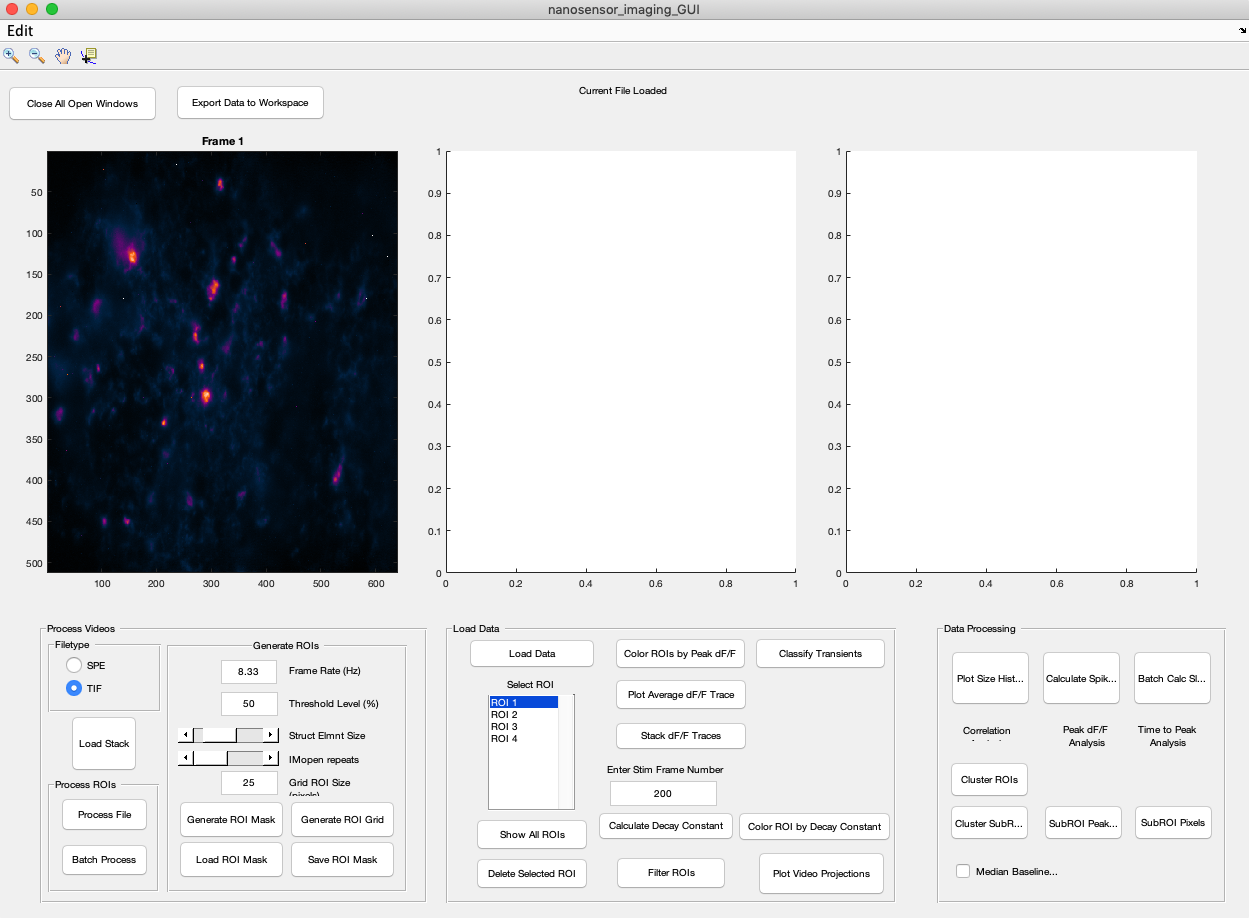 nanosensor_imaging_GUI
Edit
Close All Open Windows
Export Data to Workspace
Current File Loaded
Frame 1
50
100
150
200
250
300
350
400
450
500
100
200
300
400
500
600
1
0.9
0.8
0.7
0.6
0.5
0.4
0.3
0.2
0.1
0
0
0.2
0.4
0.6
0.8
1
1
0.9
0.8
0.7
0.6
0.5
0.4
0.3
0.2
0.1
0
0
0.2
0.4
0.6
0.8
1
Process Videos
Filetype
SPE
TIF
Load Stack
Process ROIs
Process File
Batch Process
Generate ROIs
8.33
Frame Rate (Hz)
50
Threshold Level (%)
Struct Elmnt Size
IMopen repeats
25
Grid ROI Size
(pixels)
Generate ROI Mask
Generate ROI Grid
Load ROI Mask
Save ROI Mask
Load Data
Load Data
Select ROI
ROI 1
ROI 2
ROI 3
ROI 4
Show All ROIs
Delete Selected ROI
Color ROIs by Peak dF/F
Classify Transients
Plot Average dF/F Trace
Stack dF/F Traces
Enter Stim Frame Number
200
Calculate Decay Constant
Color ROI by Decay Constant
Filter ROIs
Plot Video Projections
Data Processing
Plot Size Hist...
Calculate Spik...
Batch Calc Sl...
Correlation
Peak dF/F
Analysis
Time to Peak
Analysis
Cluster ROIs
Cluster SubR...
SubROI Peak...
SubROI Pixels
Median Baseline...